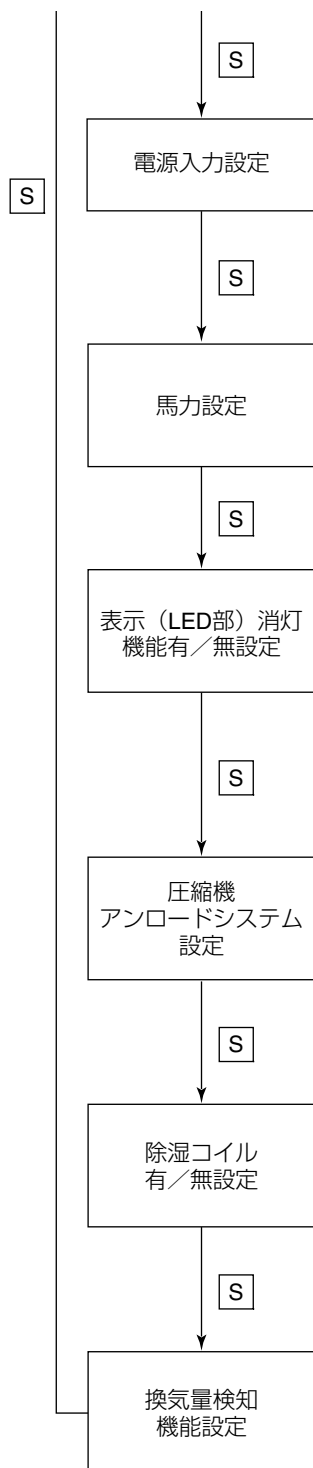 S
電源入力設定
S
S
馬力設定
S
表示（LED部）消灯
機能有／無設定
S
圧縮機
アンロードシステム
設定
S
除湿コイル
有／無設定
S
換気量検知
機能設定